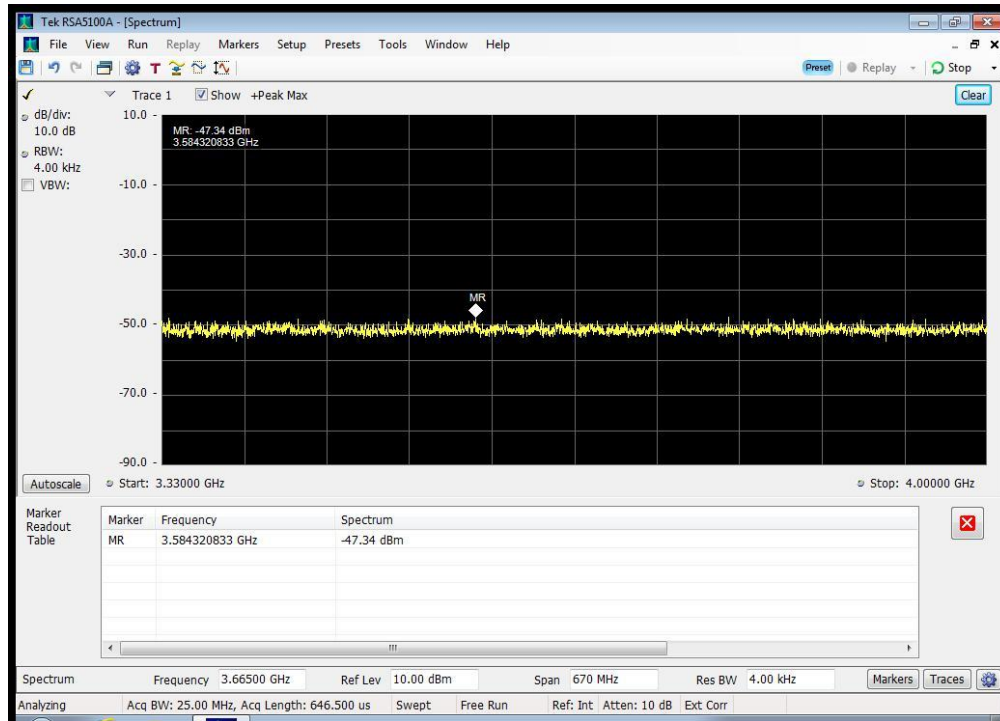 Tek RSA5100A - [Spectrum]
File View Run Replay Markers Setup Presets Tools Window Help
T Preset Replay Stop
Trace 1 Show +Peak Max Clear
dB/div:
10.0 dB
RBW:
4.00 kHz
VBW:
10.0
-10.0
-30.0
-50.0
-70.0
-90.0
MR: -47.34 dBm
3.584320833 GHz
MR
Autoscale Start: 3.33000 GHz Stop: 4.00000 GHz
Marker
Readout
Table
Marker Frequency Spectrum
MR 3.584320833 GHz -47.34 dBm
Spectrum Frequency 3.66500 GHz Ref Lev 10.00 dBm Span 670 MHz Res BW 4.00 kHz Markers Traces
Analyzing Acq BW: 25.00 MHz, Acq Length: 646.500 us Swept Free Run Ref: Int Atten: 10 dB Ext Corr